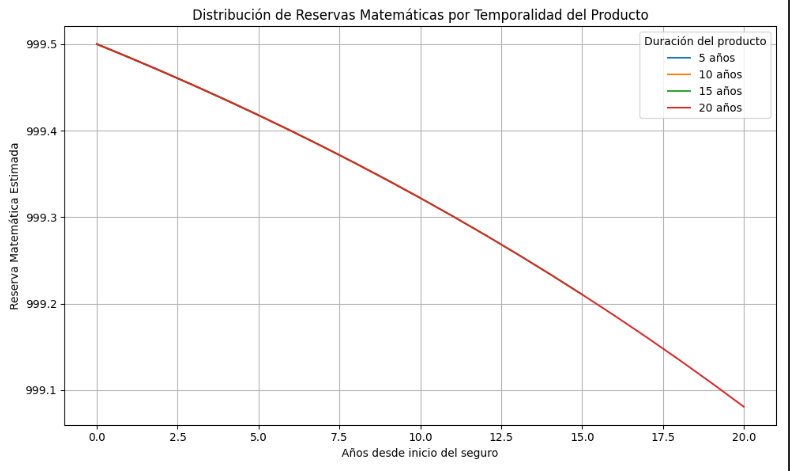 Distribución de Reservas Matemáticas por Temporalidad del Producto
Duración del producto
5 años
10 años
15 años
20 años
Reserva Matemática Estimada
999.5
999.4
999.3
999.2
999.1
0.0 2.5 5.0 7.5 10.0 12.5 15.0 17.5 20.0
Años desde inicio del seguro